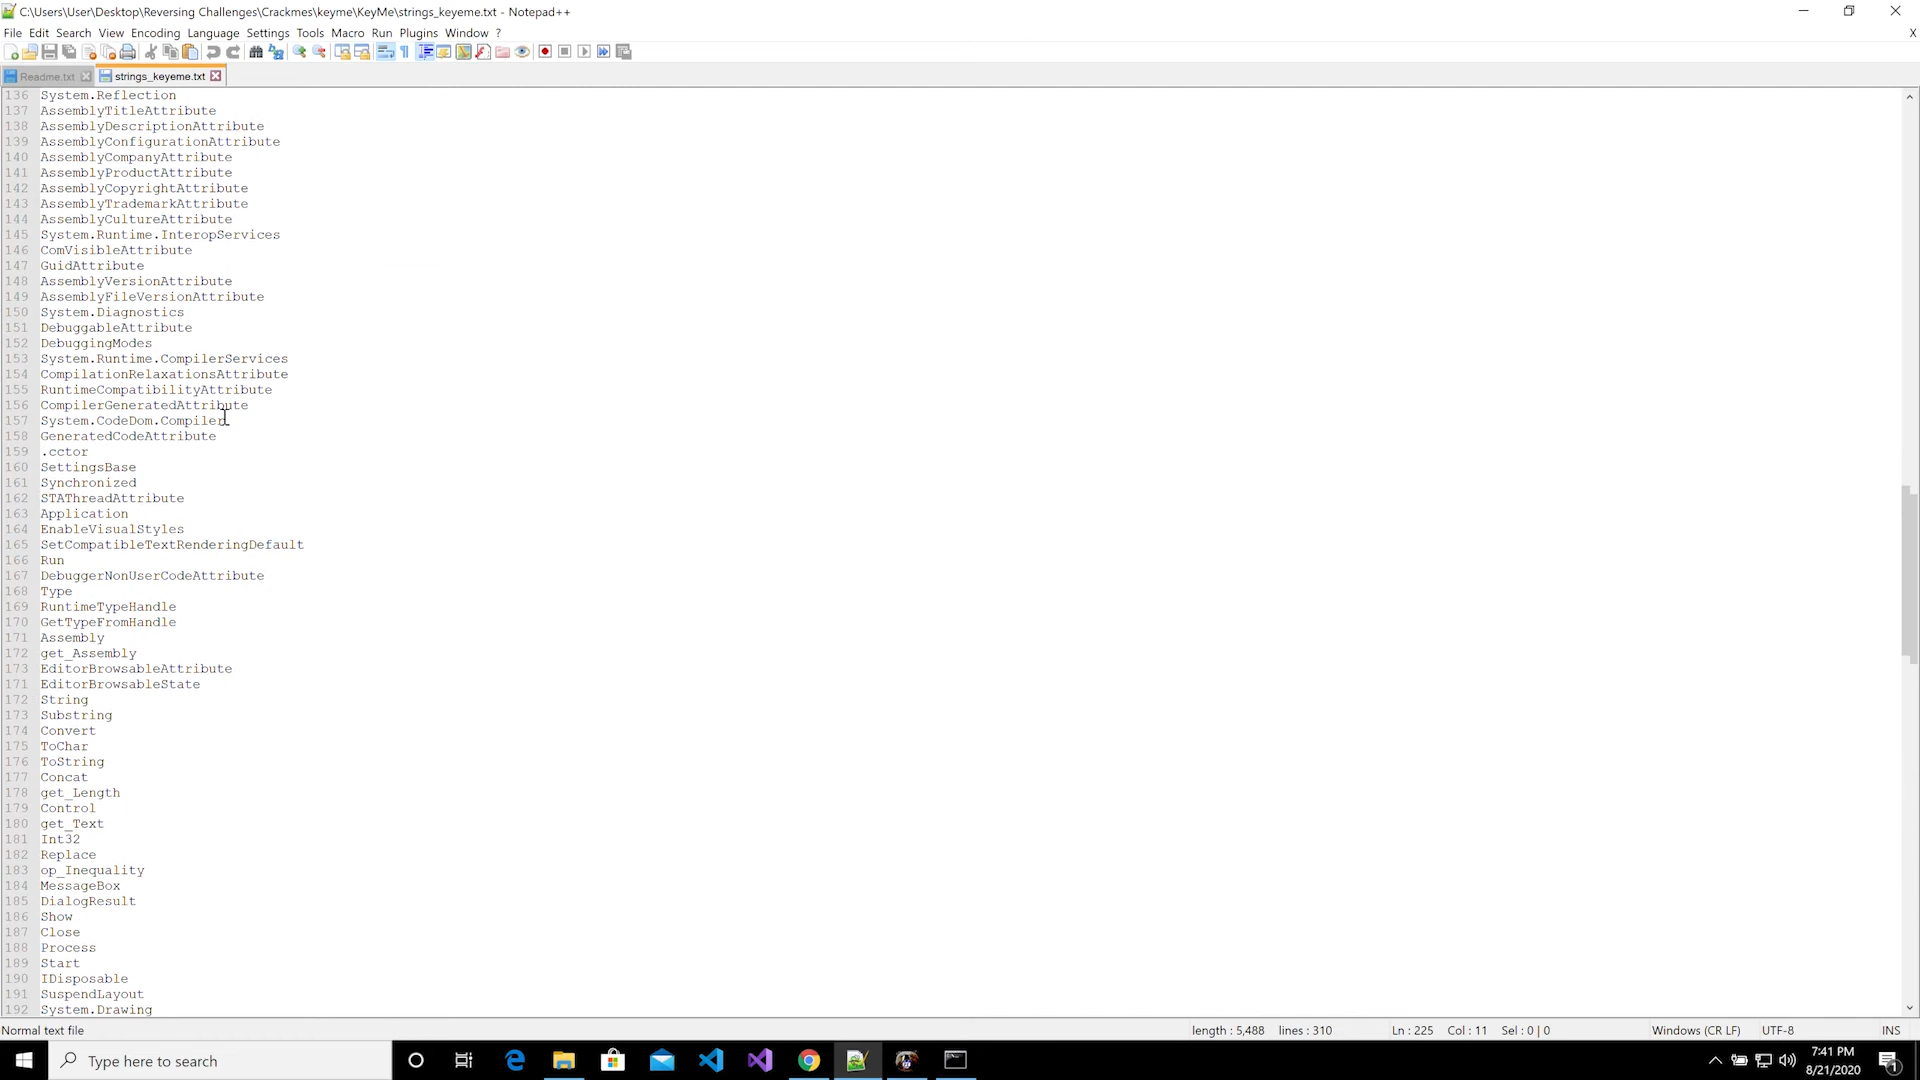 C:\Users\User\Desktop\Reversing Challenges\Crackmes\keyme\KeyMe\strings_keyeme.txt - Notepad++
File Edit Search View Encoding Language Settings Tools Macro Run Plugins Window ? X
Readme.txt strings_keyeme.txt
136 System.Reflection
137 AssemblyTitleAttribute
138 AssemblyDescriptionAttribute
139 AssemblyConfigurationAttribute
140 AssemblyCompanyAttribute
141 AssemblyProductAttribute
142 AssemblyCopyrightAttribute
143 AssemblyTrademarkAttribute
144 AssemblyCultureAttribute
145 System.Runtime.InteropServices
146 ComVisibleAttribute
147 GuidAttribute
148 AssemblyVersionAttribute
149 AssemblyFileVersionAttribute
150 System.Diagnostics
151 DebuggableAttribute
152 DebuggingModes
153 System.Runtime.CompilerServices
154 CompilationRelaxationsAttribute
155 RuntimeCompatibilityAttribute
156 CompilerGeneratedAttribute
157 System.CodeDom.Compiler
158 GeneratedCodeAttribute
159 .cctor
160 SettingsBase
161 Synchronized
162 STAThreadAttribute
163 Application
164 EnableVisualStyles
165 SetCompatibleTextRenderingDefault
166 Run
167 DebuggerNonUserCodeAttribute
168 Type
169 RuntimeTypeHandle
170 GetTypeFromHandle
171 Assembly
172 get_Assembly
173 EditorBrowsableAttribute
171 EditorBrowsableState
172 String
173 Substring
174 Convert
175 ToChar
176 ToString
177 Concat
178 get_Length
179 Control
180 get_Text
181 Int32
182 Replace
183 op_Inequality
184 MessageBox
185 DialogResult
186 Show
187 Close
188 Process
189 Start
190 IDisposable
191 SuspendLayout
192 System.Drawing
Normal text file length : 5,488 lines : 310 Ln : 225 Col : 11 Sel : 0 | 0 Windows (CR LF) UTF-8 INS
Type here to search 7:41 PM
8/21/2020 1